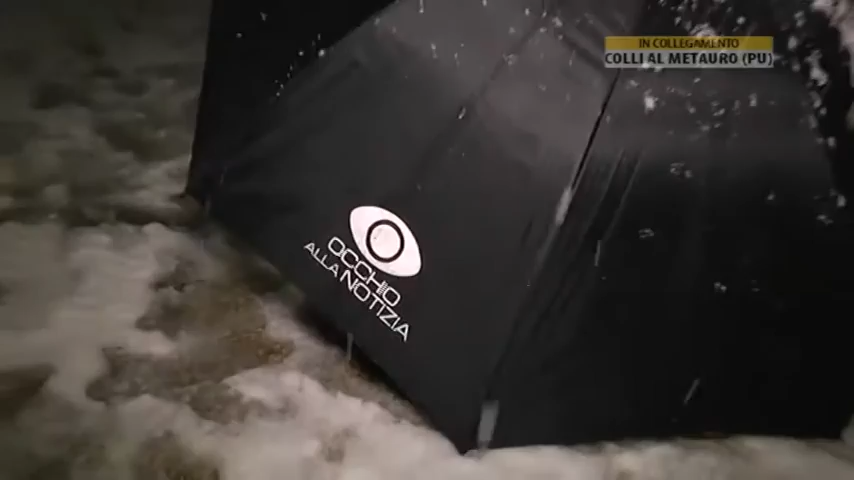 IN COLLEGAMENTO
COLLI AL METAURO (PU)
OCCHIO
ALLA NOTIZIA